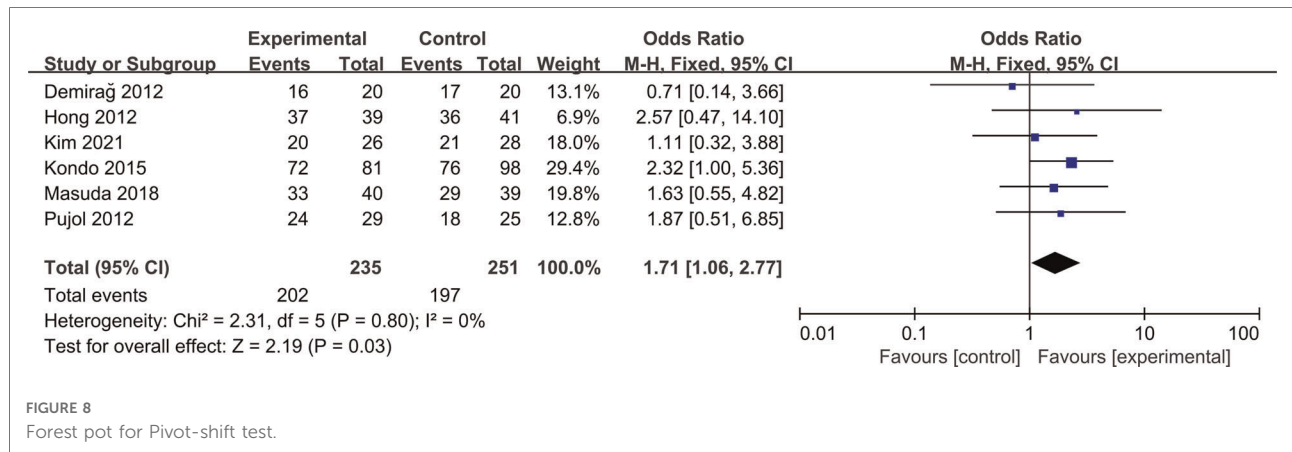 Experimental Control Odds Ratio Odds Ratio
Study or Subgroup Events Total Events Total Weight M-H, Fixed, 95% CI M-H, Fixed, 95% CI
Demirağ 2012 16 20 17 20 13.1% 0.71 [0.14, 3.66]
Hong 2012 37 39 36 41 6.9% 2.57 [0.47, 14.10]
Kim 2021 20 26 21 28 18.0% 1.11 [0.32, 3.88]
Kondo 2015 72 81 76 98 29.4% 2.32 [1.00, 5.36]
Masuda 2018 33 40 29 39 19.8% 1.63 [0.55, 4.82]
Pujol 2012 24 29 18 25 12.8% 1.87 [0.51, 6.85]
Total (95% CI) 235 251 100.0% 1.71 [1.06, 2.77]
Total events 202 197
Heterogeneity: Chi² = 2.31, df = 5 (P = 0.80); I² = 0%
Test for overall effect: Z = 2.19 (P = 0.03)
0.01 0.1 1 10 100
Favours [control] Favours [experimental]
FIGURE 8
Forest pot for Pivot-shift test.